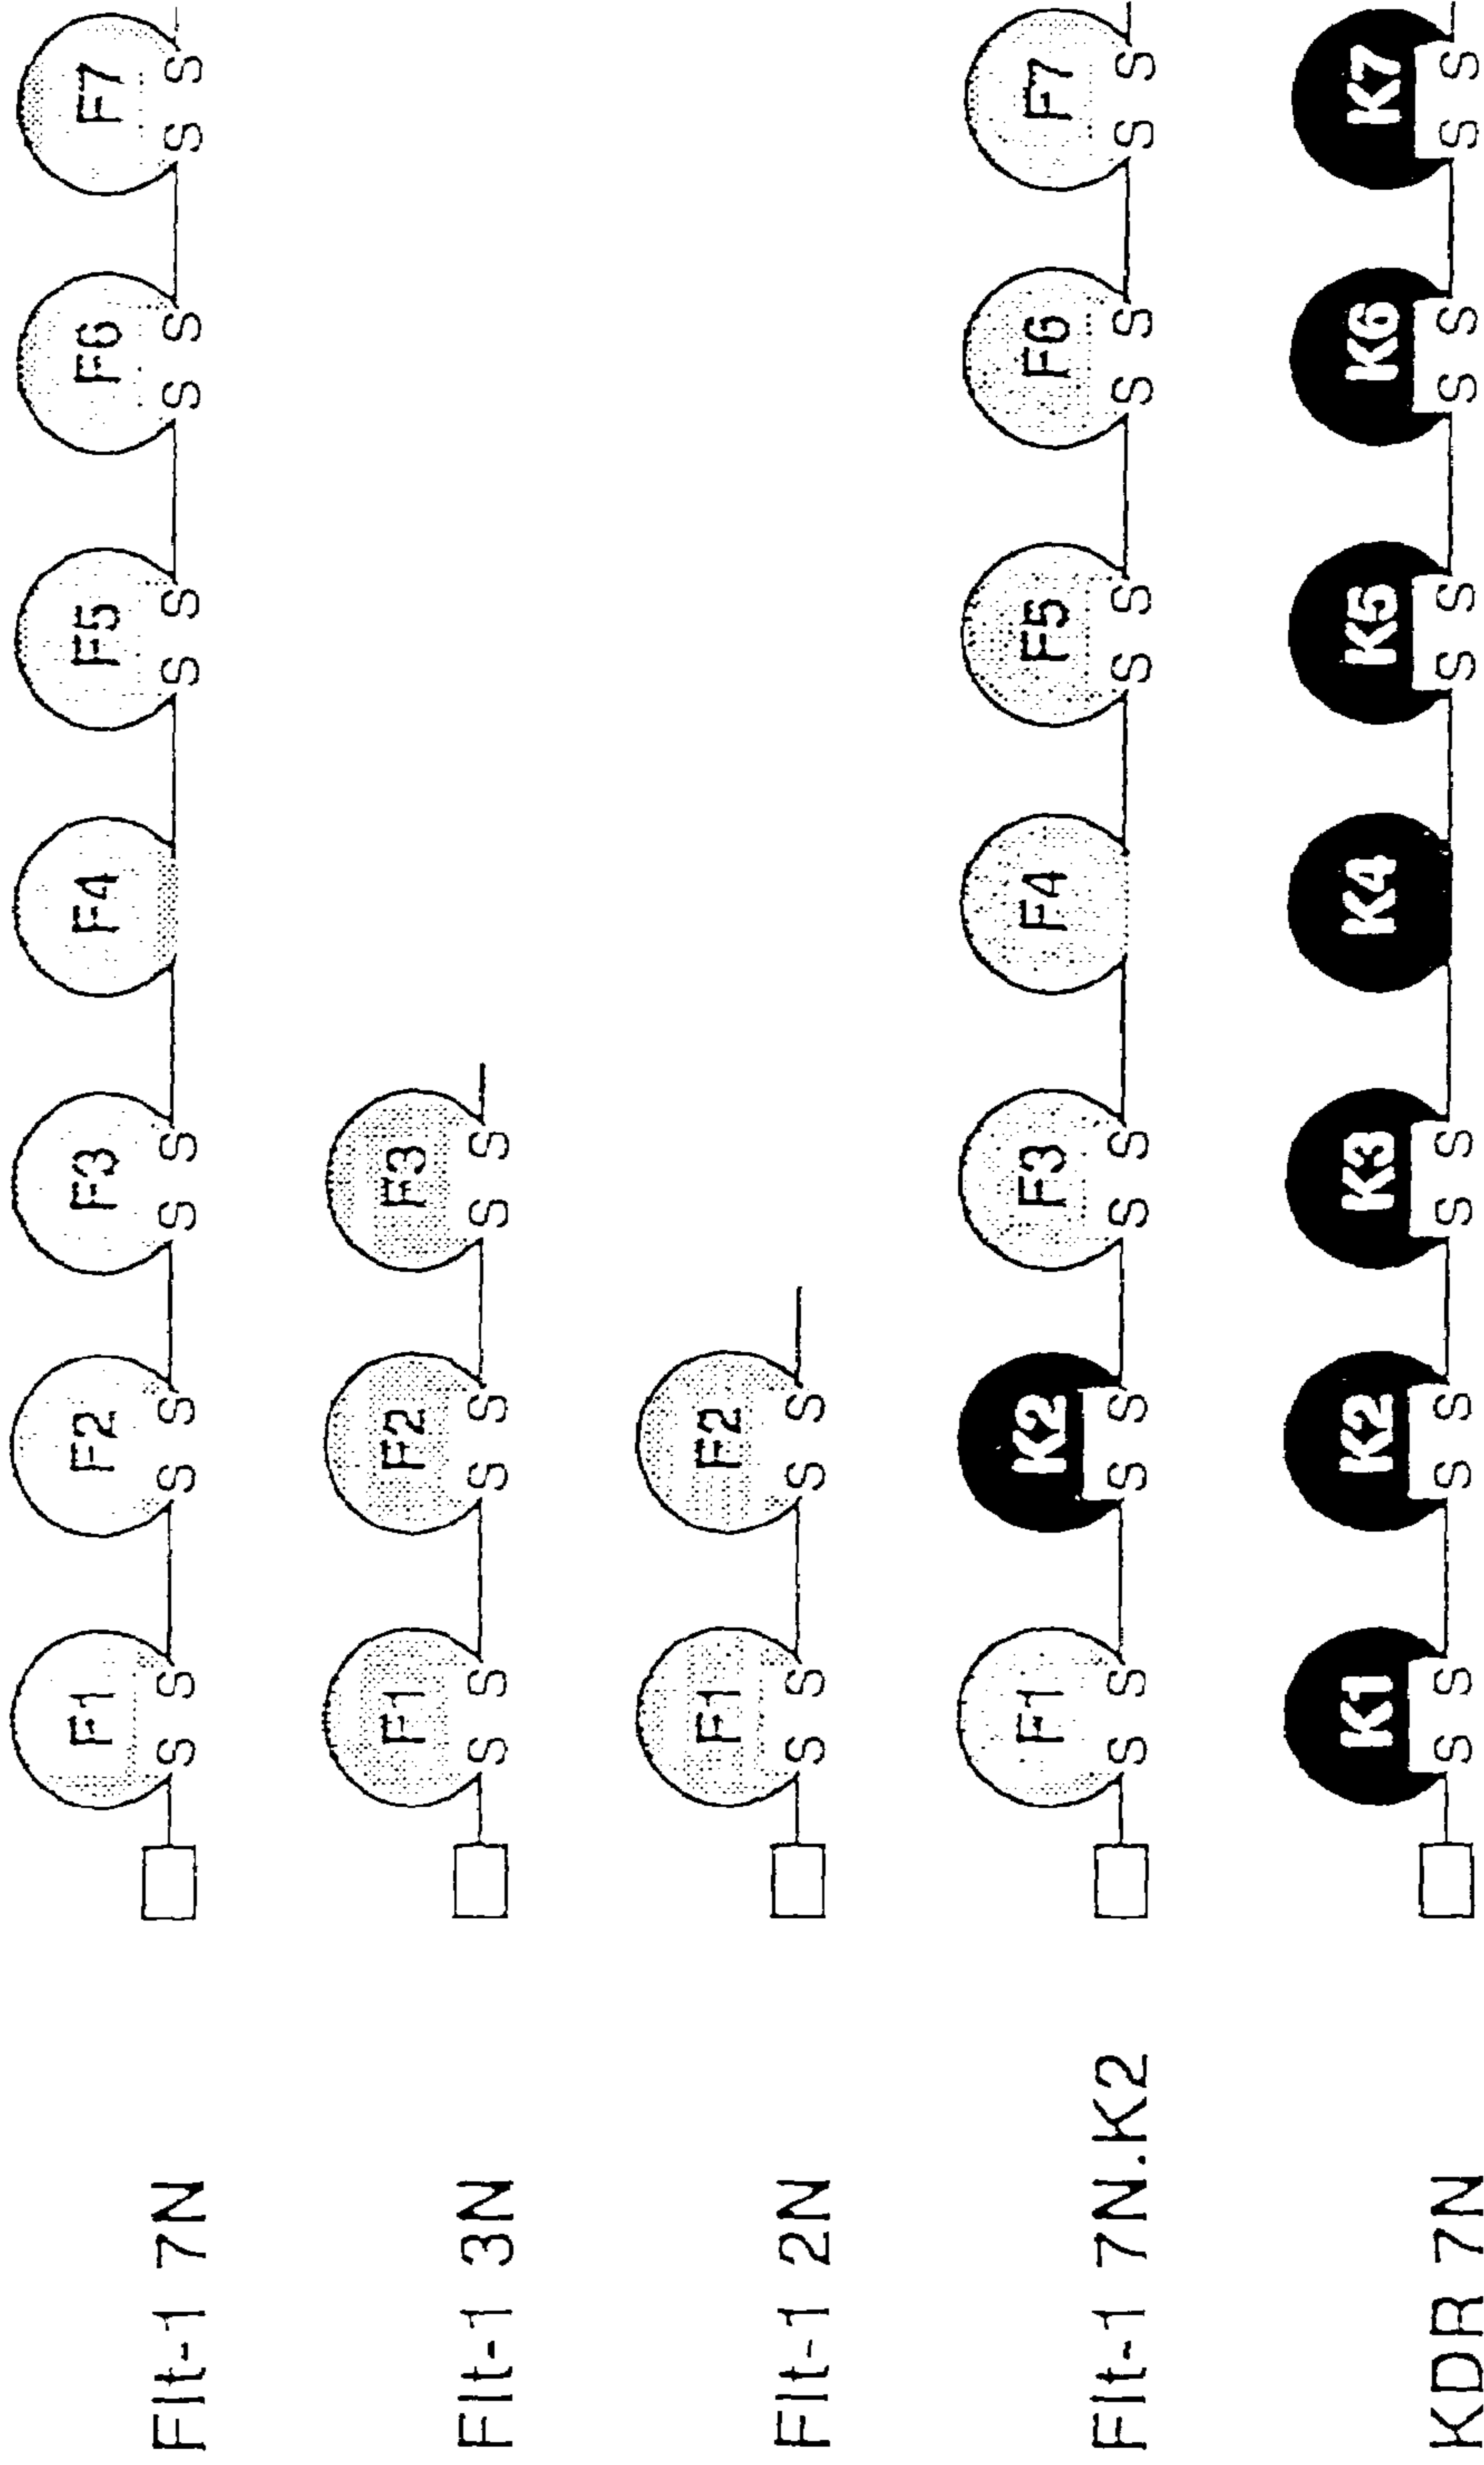 Flt-1 7N F1 S S F2 S S F3 S S F4 F5 S S F6 S S F7 S S
Flt-1 3N F1 S S F2 S S F3 S S
Flt-1 2N F1 S S F2 S S
Flt-1 7N.K2 F1 S S K2 S S F3 S S F4 F5 S S F6 S S F7 S S
KDR 7N K1 S S K2 S S K3 S S K4 K5 S S K6 S S K7 S S